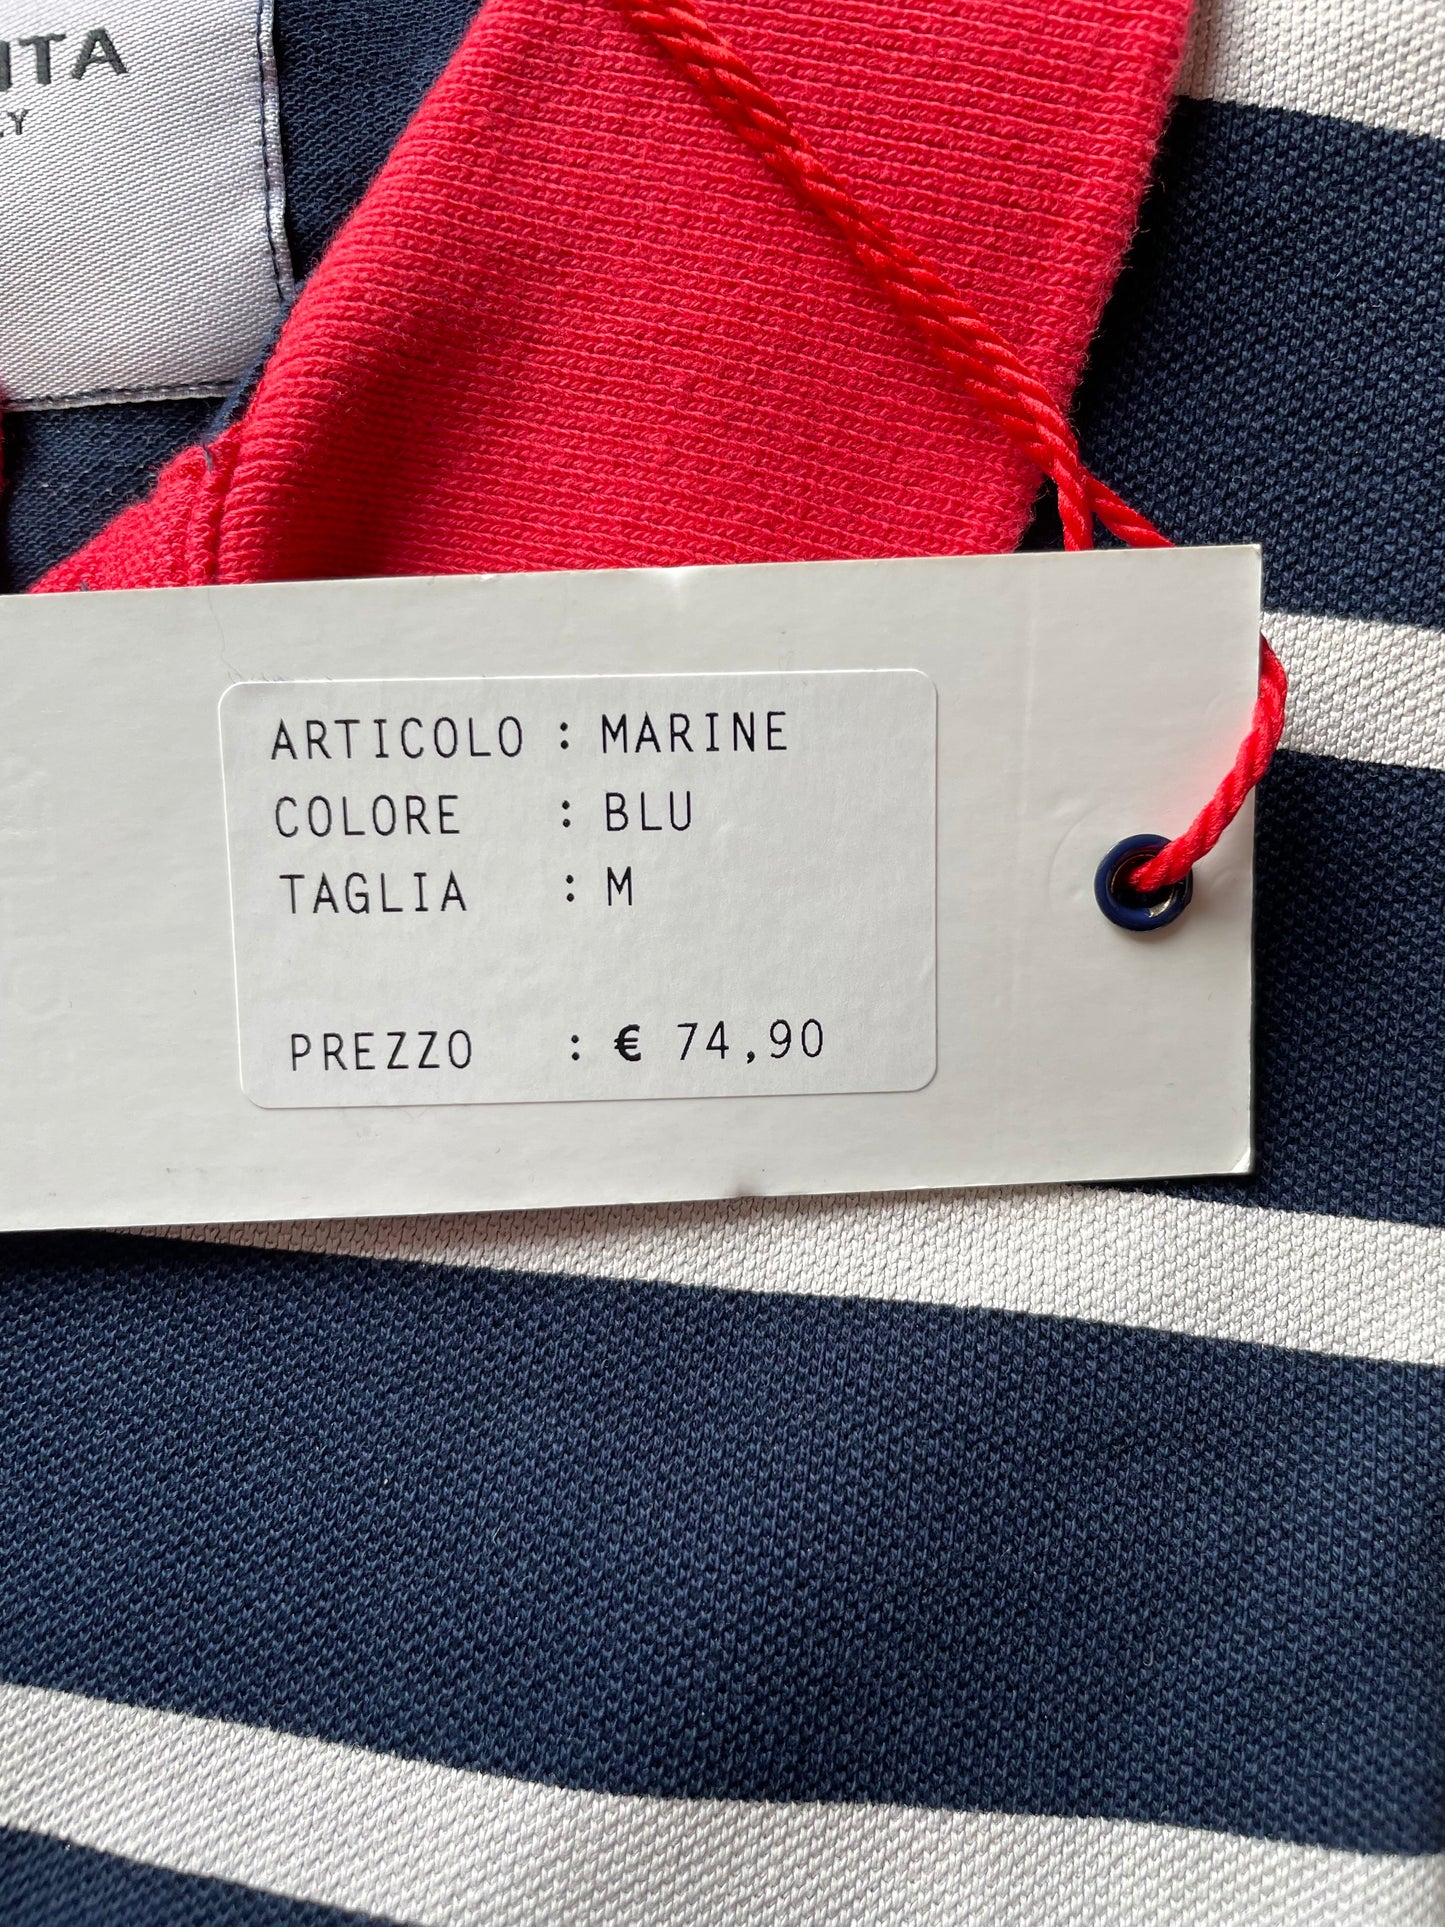 ARTICOLO : MARINE
COLORE : BLU
TAGLIA : M
PREZZO : € 74,90